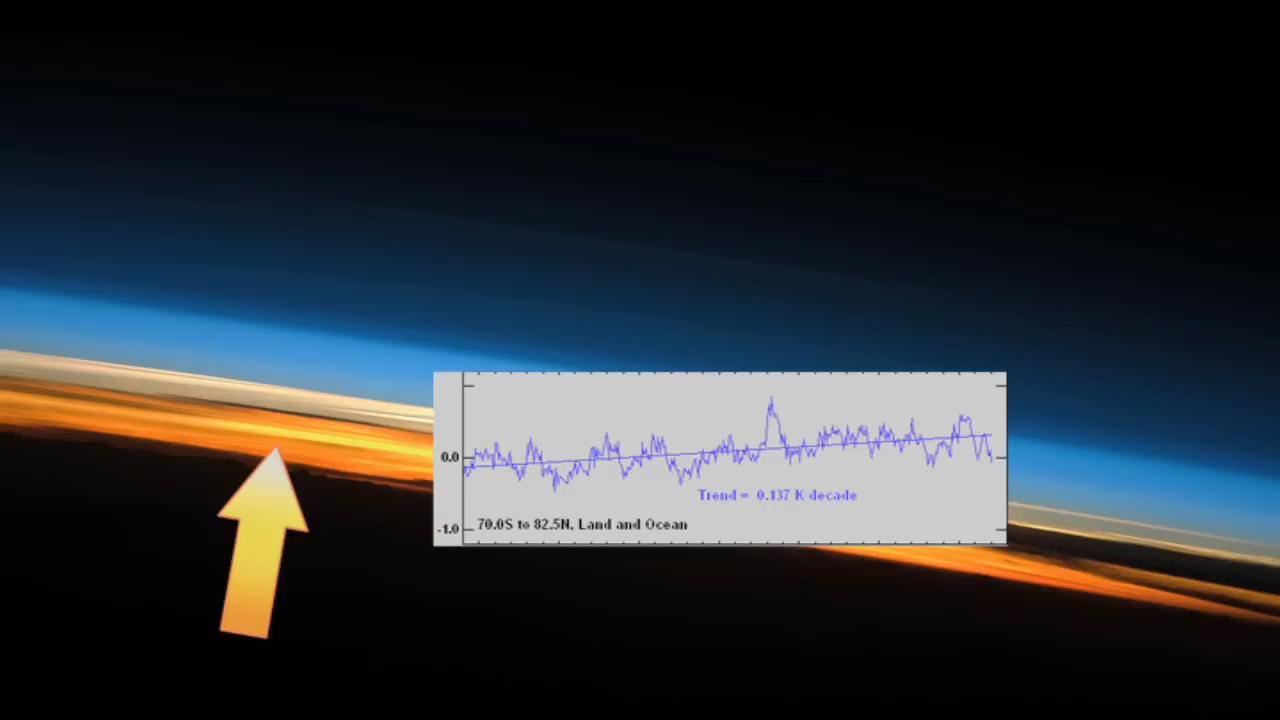 0.0
Trend = 0.137 K decade
-1.0
70.0S to 82.5N. Land and Ocean